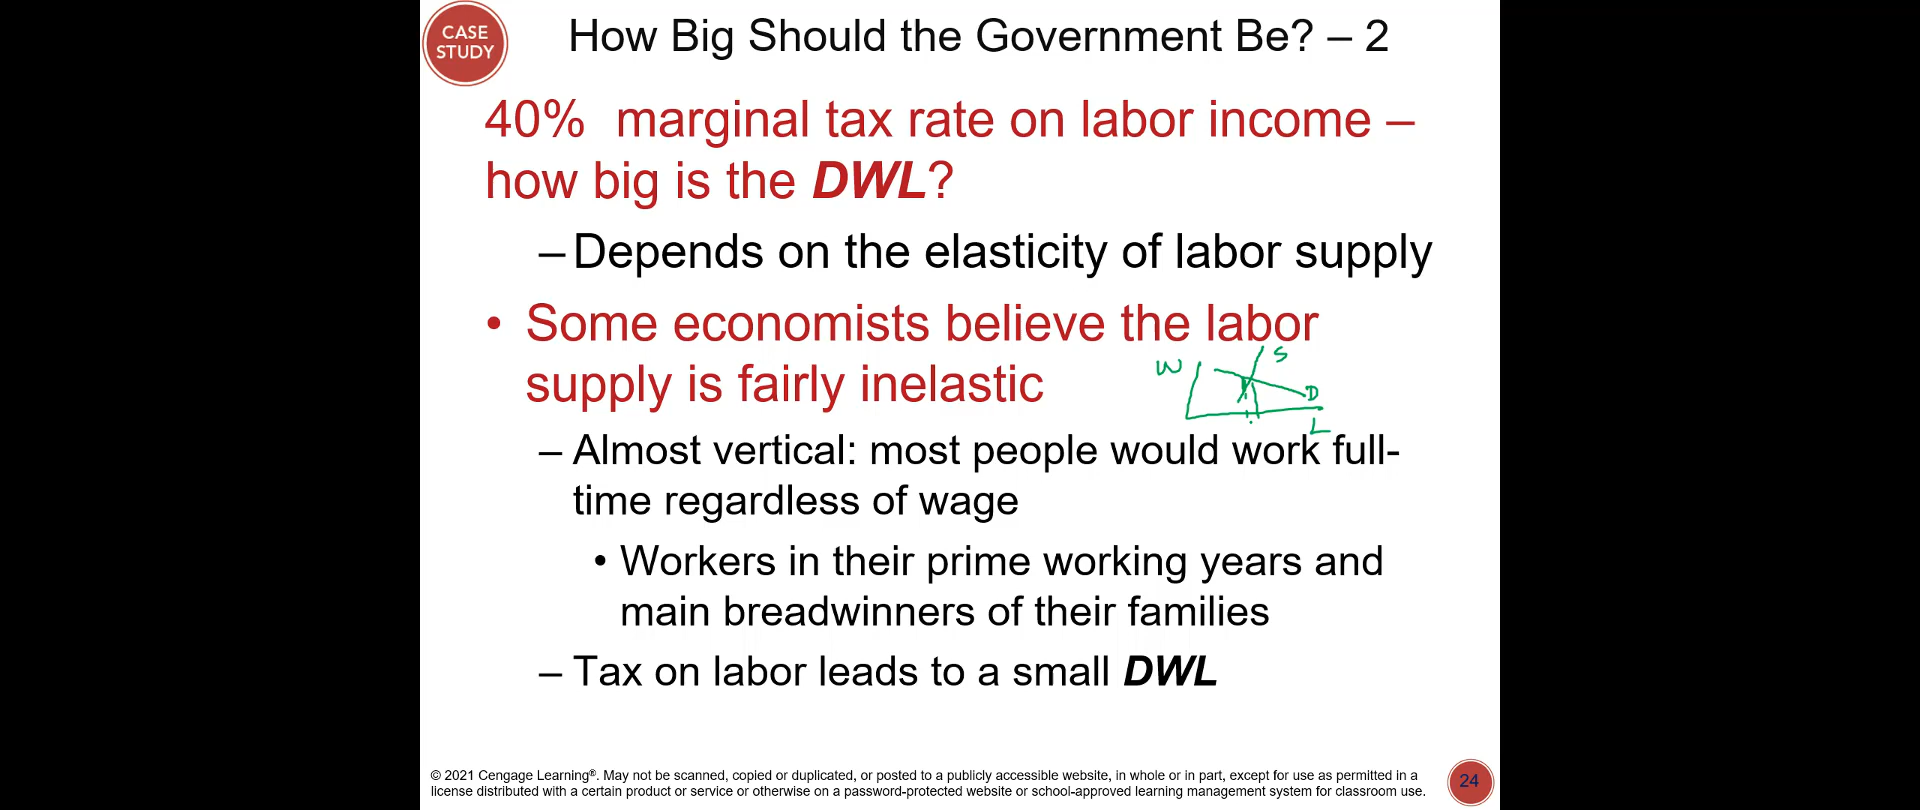 CASE
STUDY
How Big Should the Government Be? – 2
40% marginal tax rate on labor income –
how big is the DWL?
– Depends on the elasticity of labor supply
• Some economists believe the labor
supply is fairly inelastic
W
S
D
L
– Almost vertical: most people would work full-
time regardless of wage
• Workers in their prime working years and
main breadwinners of their families
– Tax on labor leads to a small DWL
© 2021 Cengage Learning®. May not be scanned, copied or duplicated, or posted to a publicly accessible website, in whole or in part, except for use as permitted in a
license distributed with a certain product or service or otherwise on a password-protected website or school-approved learning management system for classroom use.
24